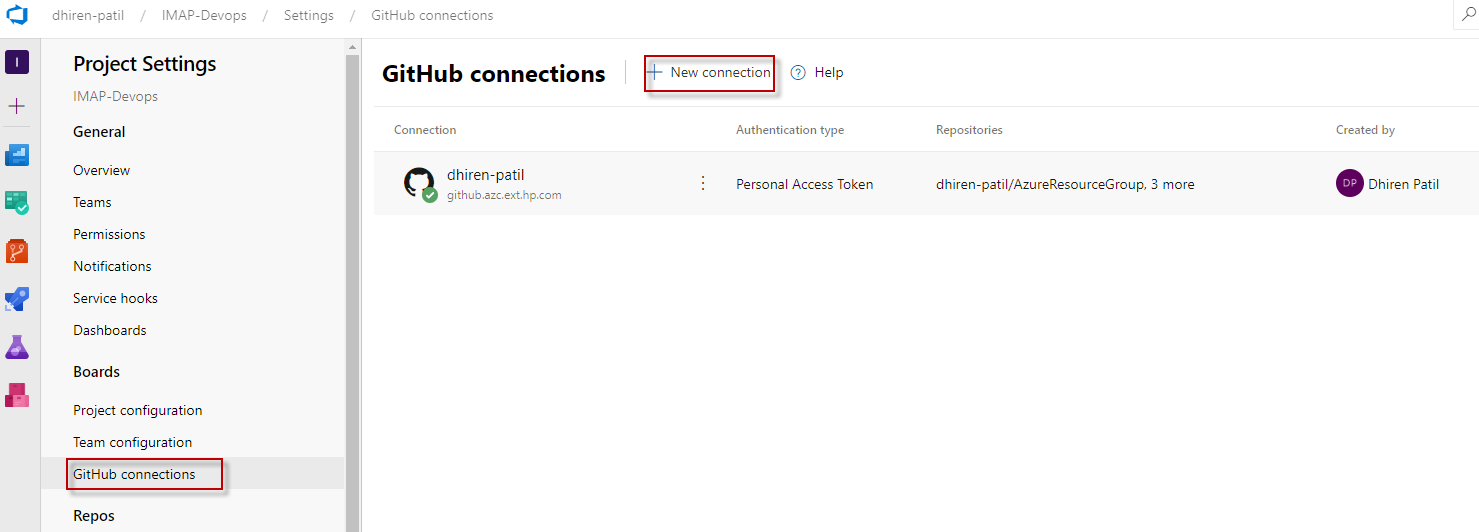 dhiren-patil / IMAP-Devops / Settings / GitHub connections
I
Project Settings
IMAP-Devops
General
Overview
Teams
Permissions
Notifications
Service hooks
Dashboards
Boards
Project configuration
Team configuration
GitHub connections
Repos
GitHub connections
New connection
Help
Connection Authentication type Repositories Created by
dhiren-patil
github.azc.ext.hp.com
Personal Access Token
dhiren-patil/AzureResourceGroup, 3 more
DP Dhiren Patil